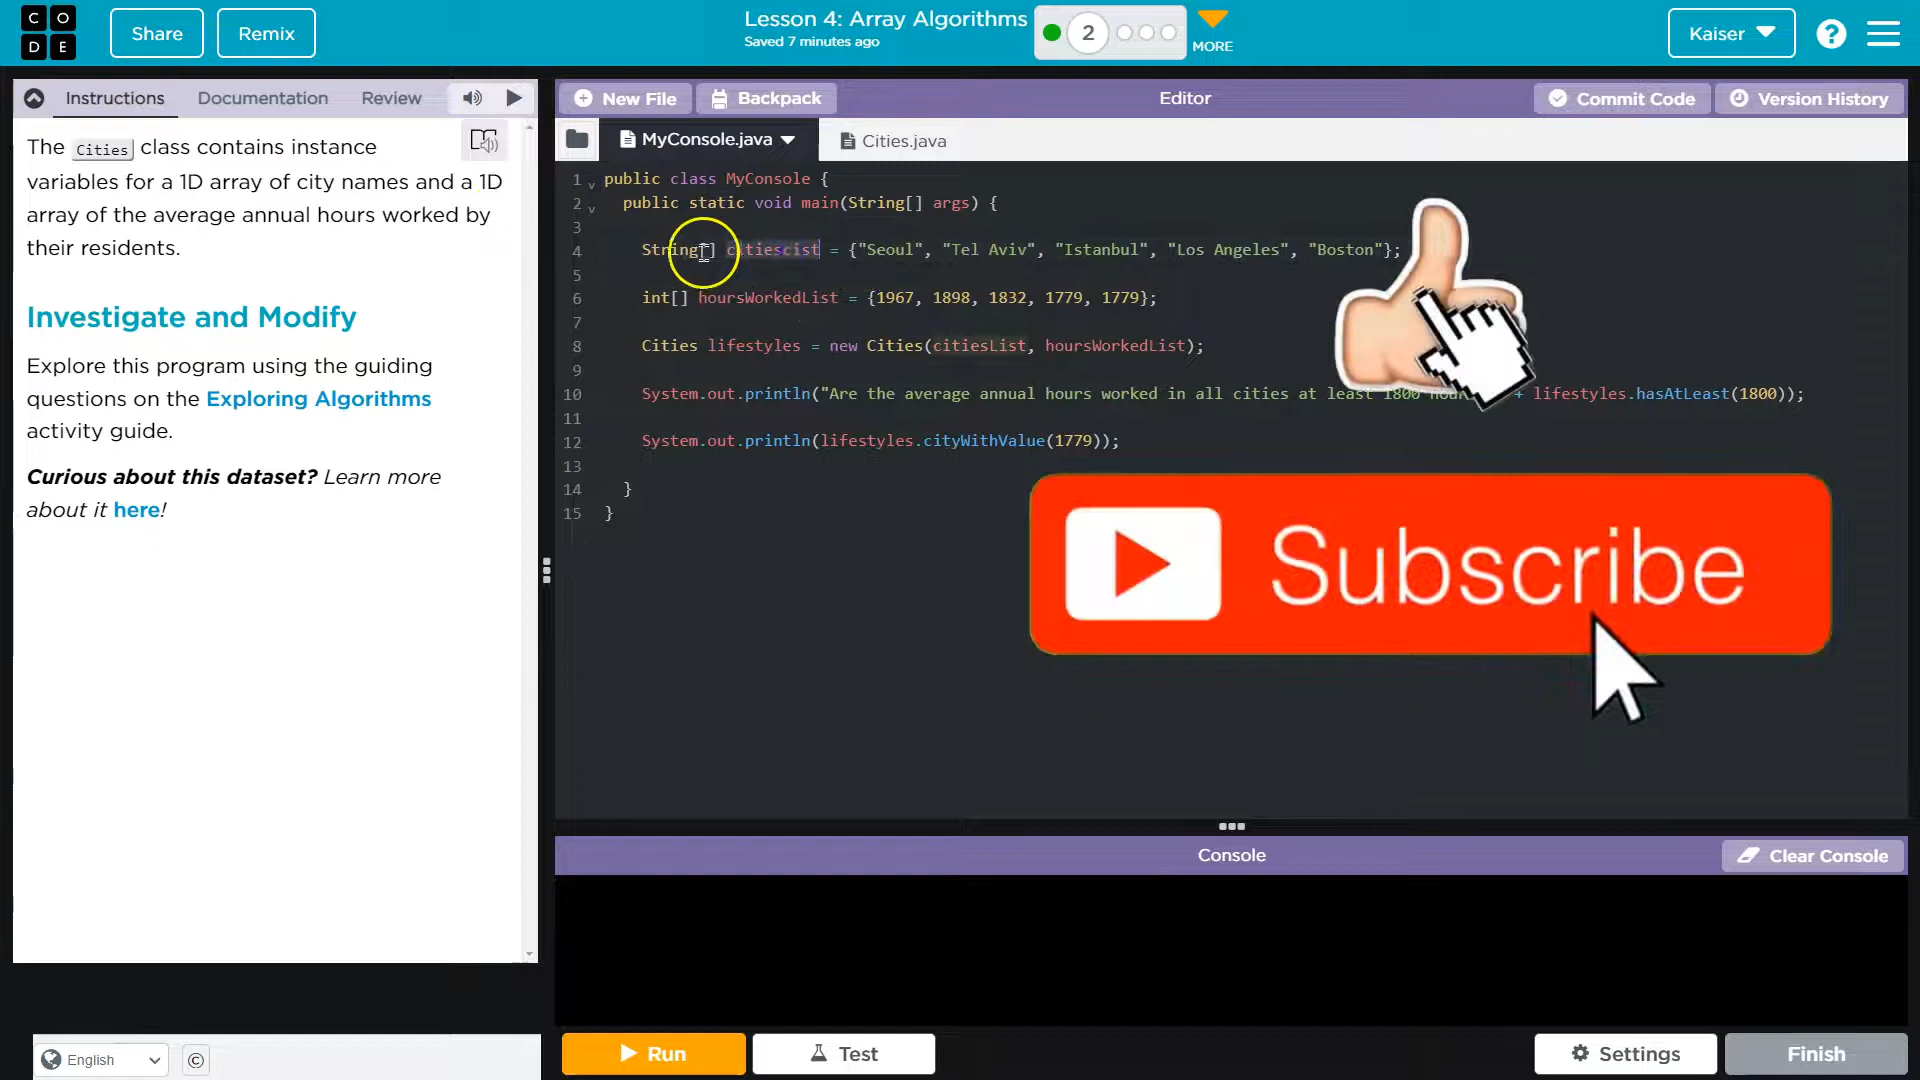 CODE
Share
Remix
Lesson 4: Array Algorithms
Saved 7 minutes ago
2
MORE
Kaiser
?
Instructions
Documentation
Review
The Cities class contains instance
variables for a 1D array of city names and a 1D
array of the average annual hours worked by
their residents.
Investigate and Modify
Explore this program using the guiding
questions on the Exploring Algorithms
activity guide.
Curious about this dataset? Learn more
about it here!
English
©
New File
Backpack
Editor
Commit Code
Version History
MyConsole.java
Cities.java
1 public class MyConsole {
2 public static void main(String[] args) {
3
4 String[] citiesList = {"Seoul", "Tel Aviv", "Istanbul", "Los Angeles", "Boston"};
5
6 int[] hoursWorkedList = {1967, 1898, 1832, 1779, 1779};
7
8 Cities lifestyles = new Cities(citiesList, hoursWorkedList);
9
10 System.out.println("Are the average annual hours worked in all cities at least 1800 + lifestyles.hasAtLeast(1800));
11
12 System.out.println(lifestyles.cityWithValue(1779));
13
14 }
15 }
Subscribe
Console
Clear Console
Run
Test
Settings
Finish